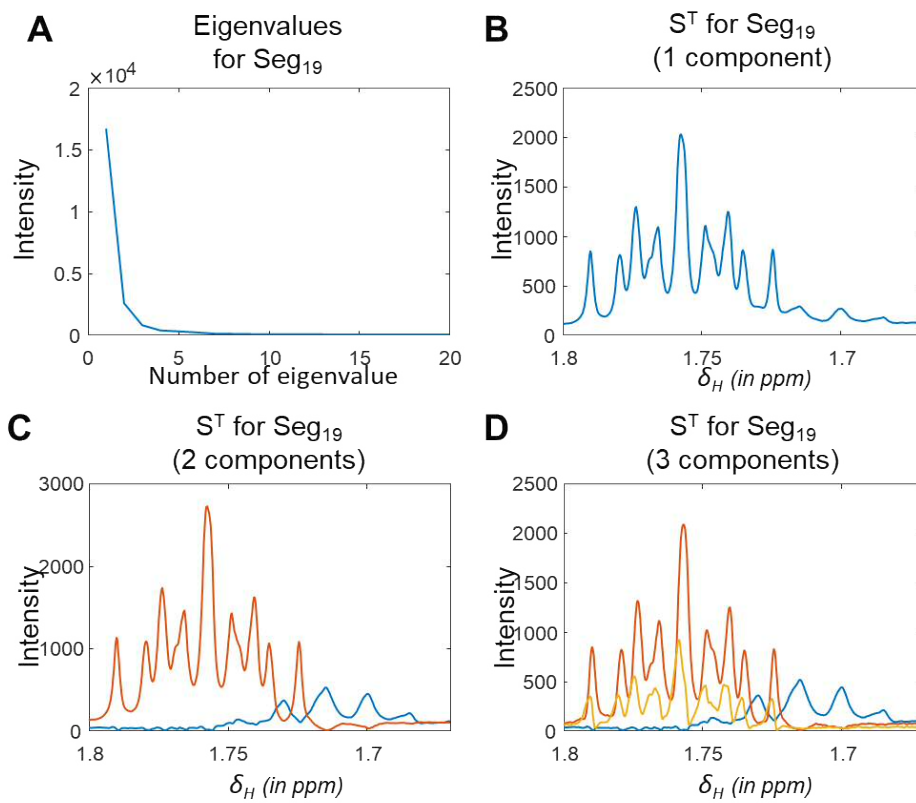 A
Eigenvalues
for Seg₁₉
×10⁴
2
1.5
1
0.5
0
Intensity
0 5 10 15 20
Number of eigenvalue
B
Sᵀ for Seg₁₉
(1 component)
2500
2000
1500
1000
500
0
Intensity
1.8 1.75 1.7
δH (in ppm)
C
Sᵀ for Seg₁₉
(2 components)
3000
2000
1000
0
Intensity
1.8 1.75 1.7
δH (in ppm)
D
Sᵀ for Seg₁₉
(3 components)
2500
2000
1500
1000
500
0
Intensity
1.8 1.75 1.7
δH (in ppm)